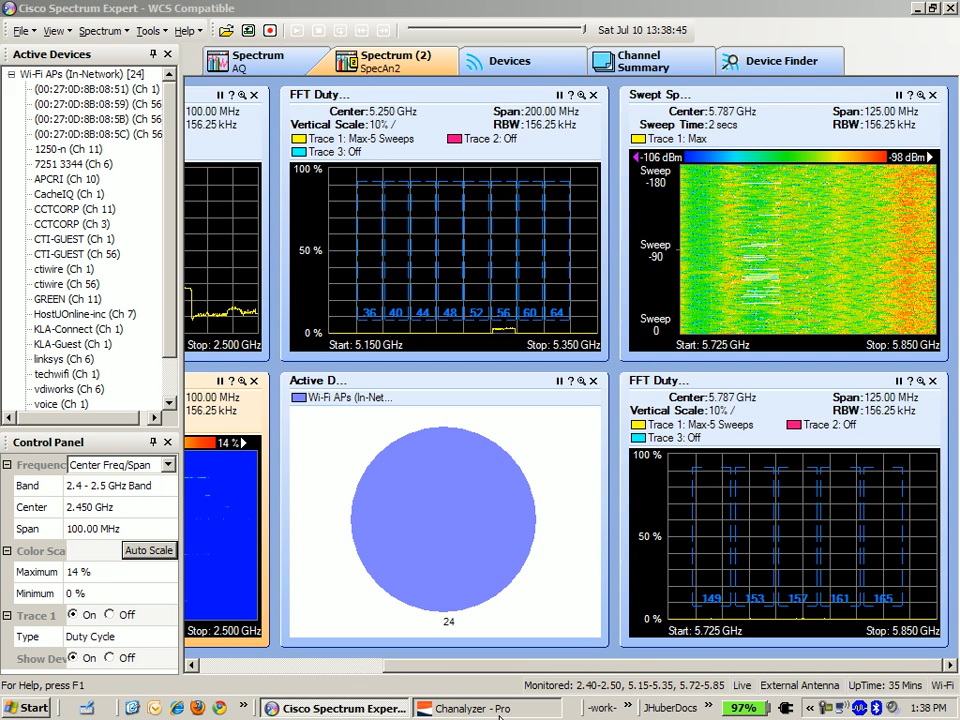 Cisco Spectrum Expert - WCS Compatible
File View Spectrum Tools Help Sat Jul 10 13:38:45
Active Devices
Wi-Fi APs (In-Network) [24]
(00:27:0D:8B:08:51) (Ch 1)
(00:27:0D:8B:08:59) (Ch 56
(00:27:0D:8B:08:5B) (Ch 56
(00:27:0D:8B:08:5C) (Ch 56
1250-n (Ch 11)
7251 3344 (Ch 6)
APCRI (Ch 10)
CacheIQ (Ch 1)
CCTCORP (Ch 11)
CCTCORP (Ch 3)
CTI-GUEST (Ch 1)
CTI-GUEST (Ch 56)
ctiwire (Ch 1)
ctiwire (Ch 56)
GREEN (Ch 11)
HostUOnline-inc (Ch 7)
KLA-Connect (Ch 1)
KLA-Guest (Ch 1)
linksys (Ch 6)
techwifi (Ch 1)
vdiworks (Ch 6)
voice (Ch 1)
Control Panel
Frequenc Center Freq/Span
Band 2.4 - 2.5 GHz Band
Center 2.450 GHz
Span 100.00 MHz
Color Sca Auto Scale
Maximum 14 %
Minimum 0 %
Trace 1 On Off
Type Duty Cycle
Show Dev On Off
Spectrum
AQ
Spectrum (2)
SpecAn2
Devices
Channel
Summary
Device Finder
100.00 MHz
156.25 kHz
Stop: 2.500 GHz
FFT Duty...
Center:5.250 GHz Span:200.00 MHz
Vertical Scale:10% / RBW:156.25 kHz
Trace 1: Max-5 Sweeps Trace 2: Off
Trace 3: Off
100 %
50 %
36 40 44 48 52 56 60 64
0 %
Start: 5.150 GHz Stop: 5.350 GHz
Swept Sp...
Center:5.787 GHz Span:125.00 MHz
Sweep Time:2 secs RBW:156.25 kHz
Trace 1: Max
-106 dBm -98 dBm
Sweep
-180
Sweep
-90
Sweep
0
Start: 5.725 GHz Stop: 5.850 GHz
100.00 MHz
156.25 kHz
14 %
Stop: 2.500 GHz
Active D...
Wi-Fi APs (In-Net...
24
FFT Duty...
Center:5.787 GHz Span:125.00 MHz
Vertical Scale:10% / RBW:156.25 kHz
Trace 1: Max-5 Sweeps Trace 2: Off
Trace 3: Off
100 %
50 %
149 153 157 161 165
0 %
Start: 5.725 GHz Stop: 5.850 GHz
For Help, press F1 Monitored: 2.40-2.50, 5.15-5.35, 5.72-5.85 Live External Antenna UpTime: 35 Mins Wi-Fi
Start Cisco Spectrum Exper... Chanalyzer - Pro -work- JHuberDocs 97% 1:38 PM